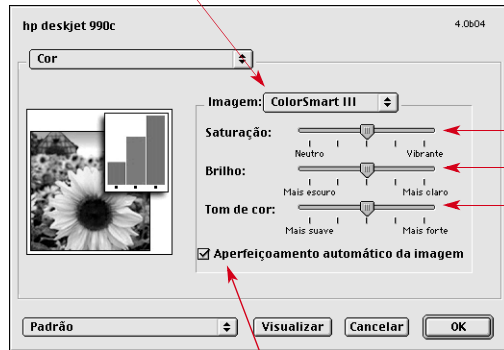 hp deskjet 990c
4.0b04
Cor
Imagem: ColorSmart III
Saturação:
Neutro Vibrante
Brilho:
Mais escuro Mais claro
Tom de cor:
Mais suave Mais forte
Aperfeiçoamento automático da imagem
Padrão Visualizar Cancelar OK